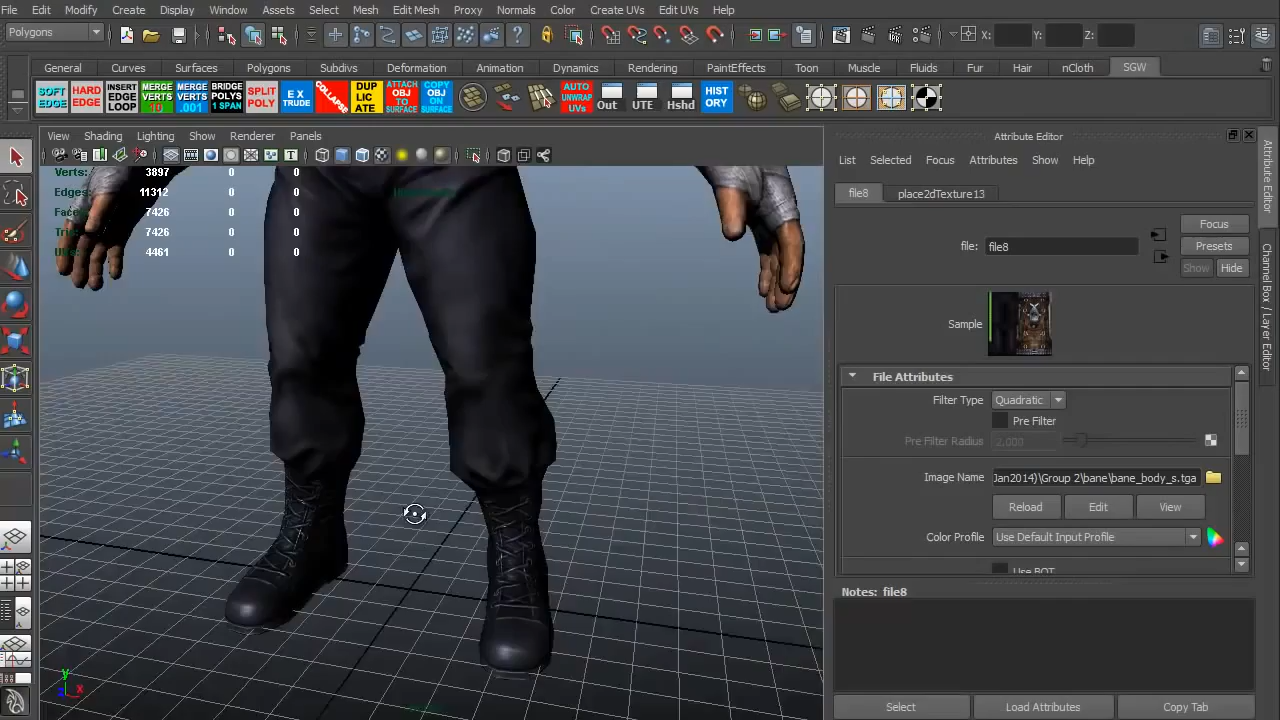 File Edit Modify Create Display Window Assets Select Mesh Edit Mesh Proxy Normals Color Create UVs Edit UVs Help
Polygons X: Y: Z:
General Curves Surfaces Polygons Subdivs Deformation Animation Dynamics Rendering PaintEffects Toon Muscle Fluids Fur Hair nCloth SGW
SOFT EDGE HARD EDGE INSERT EDGE LOOP MERGE VERTS 10 MERGE VERTS .001 BRIDGE POLYS 1 SPAN SPLIT POLY EX TRUDE COLLAPSE DUP LIC ATE ATTACH OBJ TO SURFACE COPY OBJ ON SURFACE AUTO UNWRAP UVs Out UTE Hshd HIST ORY
View Shading Lighting Show Renderer Panels
Attribute Editor
List Selected Focus Attributes Show Help
Verts: 3897 0 0
Edges: 11312 0 0
Faces: 7426 0 0
Tris: 7426 0 0
UVs: 4461 0 0
file8 place2dTexture13
Focus
file: file8
Presets
Show Hide
Sample
File Attributes
Filter Type Quadratic
Pre Filter
Pre Filter Radius 2.000
Image Name Jan2014)\Group 2\bane\bane_body_s.tga
Reload Edit View
Color Profile Use Default Input Profile
Use BOT
Notes: file8
Select Load Attributes Copy Tab
Attribute Editor
Channel Box / Layer Editor
y
z x